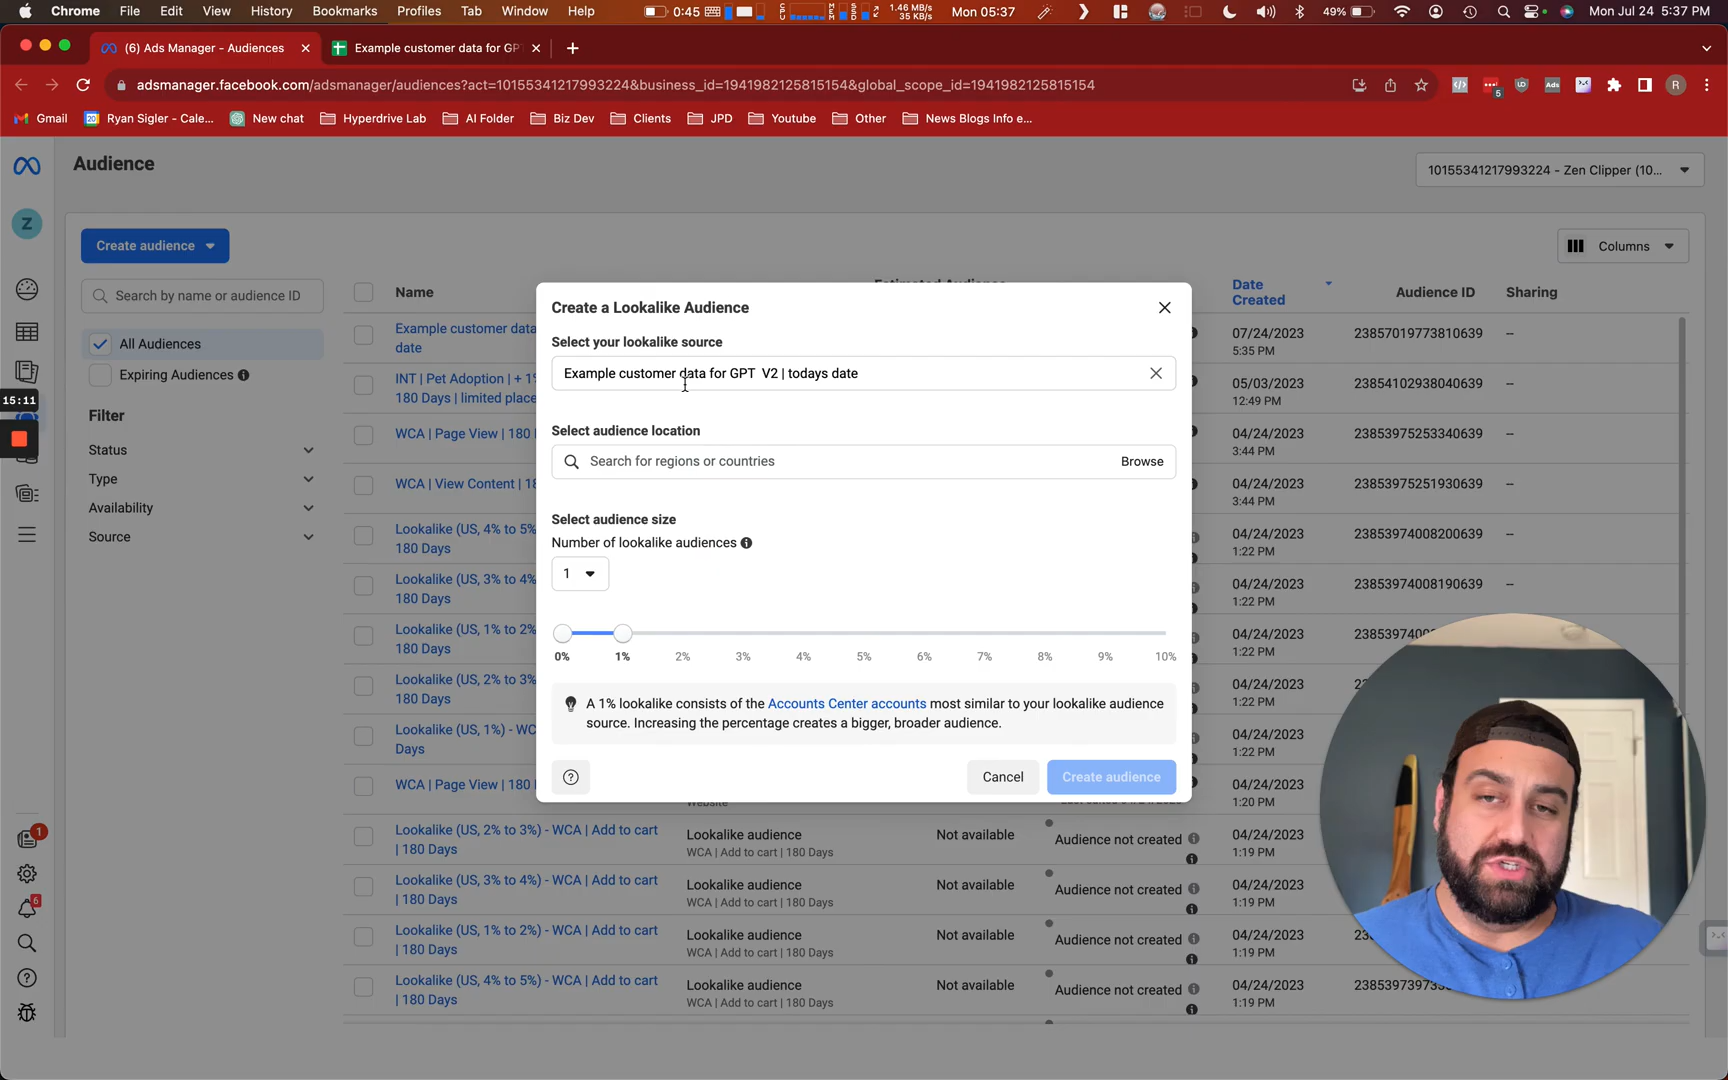 Chrome File Edit View History Bookmarks Profiles Tab Window Help 0:45 1.46 MB/s 35 KB/s Mon 05:37 49% Mon Jul 24 5:37 PM
(6) Ads Manager - Audiences
Example customer data for GP
adsmanager.facebook.com/adsmanager/audiences?act=10155341217993224&business_id=1941982125815154&global_scope_id=1941982125815154
5 Ads R
Gmail Ryan Sigler - Cale... New chat Hyperdrive Lab AI Folder Biz Dev Clients JPD Youtube Other News Blogs Info e...
Audience
10155341217993224 - Zen Clipper (10...
Z
Create audience
Columns
Search by name or audience ID
All Audiences
Expiring Audiences
Filter
Status
Type
Availability
Source
15:11
1
6
Name
Date Created
Audience ID
Sharing
Example customer data
date
07/24/2023
5:35 PM
23857019773810639
--
INT | Pet Adoption | + 1%
180 Days | limited place
05/03/2023
12:49 PM
23854102938040639
--
WCA | Page View | 180
04/24/2023
3:44 PM
23853975253340639
--
WCA | View Content | 18
04/24/2023
3:44 PM
23853975251930639
--
Lookalike (US, 4% to 5%
180 Days
04/24/2023
1:22 PM
23853974008200639
--
Lookalike (US, 3% to 4%
180 Days
04/24/2023
1:22 PM
23853974008190639
--
Lookalike (US, 1% to 2%
180 Days
04/24/2023
1:22 PM
Lookalike (US, 2% to 3%
180 Days
04/24/2023
1:22 PM
Lookalike (US, 1%) - WC
Days
04/24/2023
1:22 PM
WCA | Page View | 180
Website
04/24/2023
1:20 PM
Lookalike (US, 2% to 3%) - WCA | Add to cart
| 180 Days
Lookalike audience
WCA | Add to cart | 180 Days
Not available
Audience not created
04/24/2023
1:19 PM
Lookalike (US, 3% to 4%) - WCA | Add to cart
| 180 Days
Lookalike audience
WCA | Add to cart | 180 Days
Not available
Audience not created
04/24/2023
1:19 PM
Lookalike (US, 1% to 2%) - WCA | Add to cart
| 180 Days
Lookalike audience
WCA | Add to cart | 180 Days
Not available
Audience not created
04/24/2023
1:19 PM
Lookalike (US, 4% to 5%) - WCA | Add to cart
| 180 Days
Lookalike audience
WCA | Add to cart | 180 Days
Not available
Audience not created
04/24/2023
1:19 PM
Create a Lookalike Audience
Select your lookalike source
Example customer data for GPT V2 | todays date
Select audience location
Search for regions or countries
Browse
Select audience size
Number of lookalike audiences
1
0% 1% 2% 3% 4% 5% 6% 7% 8% 9% 10%
A 1% lookalike consists of the Accounts Center accounts most similar to your lookalike audience
source. Increasing the percentage creates a bigger, broader audience.
Cancel
Create audience